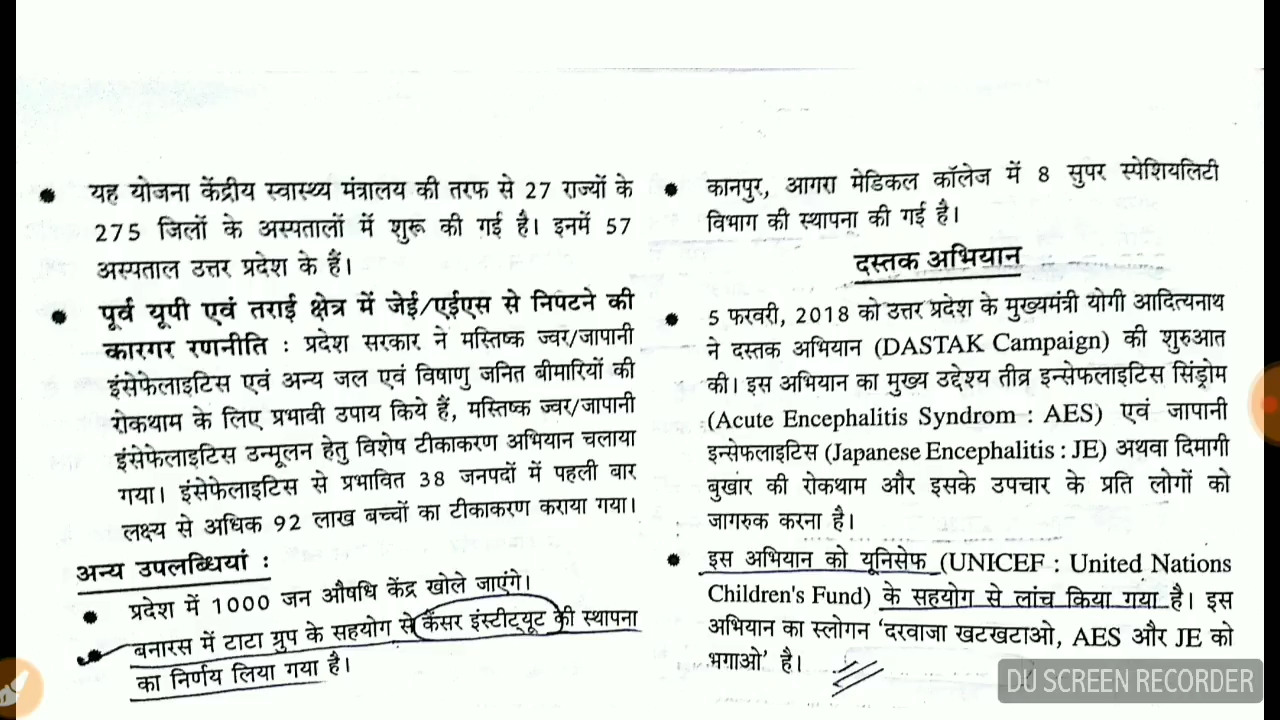 यह योजना केंद्रीय स्वास्थ्य मंत्रालय की तरफ से 27 राज्यों के
275 जिलों के अस्पतालों में शुरू की गई है। इनमें 57
अस्पताल उत्तर प्रदेश के हैं।
पूर्व यूपी एवं तराई क्षेत्र में जेई/एईएस से निपटने की
कारगर रणनीति : प्रदेश सरकार ने मस्तिष्क ज्वर/जापानी
इंसेफेलाइटिस एवं अन्य जल एवं विषाणु जनित बीमारियों की
रोकथाम के लिए प्रभावी उपाय किये हैं, मस्तिष्क ज्वर/जापानी
इंसेफेलाइटिस उन्मूलन हेतु विशेष टीकाकरण अभियान चलाया
गया। इंसेफेलाइटिस से प्रभावित 38 जनपदों में पहली बार
लक्ष्य से अधिक 92 लाख बच्चों का टीकाकरण कराया गया।
अन्य उपलब्धियां :
प्रदेश में 1000 जन औषधि केंद्र खोले जाएंगे।
बनारस में टाटा ग्रुप के सहयोग से कैंसर इंस्टीट्यूट की स्थापना
का निर्णय लिया गया है।
कानपुर, आगरा मेडिकल कॉलेज में 8 सुपर स्पेशियलिटी
विभाग की स्थापना की गई है।
दस्तक अभियान
5 फरवरी, 2018 को उत्तर प्रदेश के मुख्यमंत्री योगी आदित्यनाथ
ने दस्तक अभियान (DASTAK Campaign) की शुरुआत
की। इस अभियान का मुख्य उद्देश्य तीव्र इन्सेफलाइटिस सिंड्रोम
(Acute Encephalitis Syndrom : AES) एवं जापानी
इन्सेफलाइटिस (Japanese Encephalitis : JE) अथवा दिमागी
बुखार की रोकथाम और इसके उपचार के प्रति लोगों को
जागरुक करना है।
इस अभियान को यूनिसेफ (UNICEF : United Nations
Children's Fund) के सहयोग से लांच किया गया है। इस
अभियान का स्लोगन 'दरवाजा खटखटाओ, AES और JE को
भगाओ' है।
DU SCREEN RECORDER